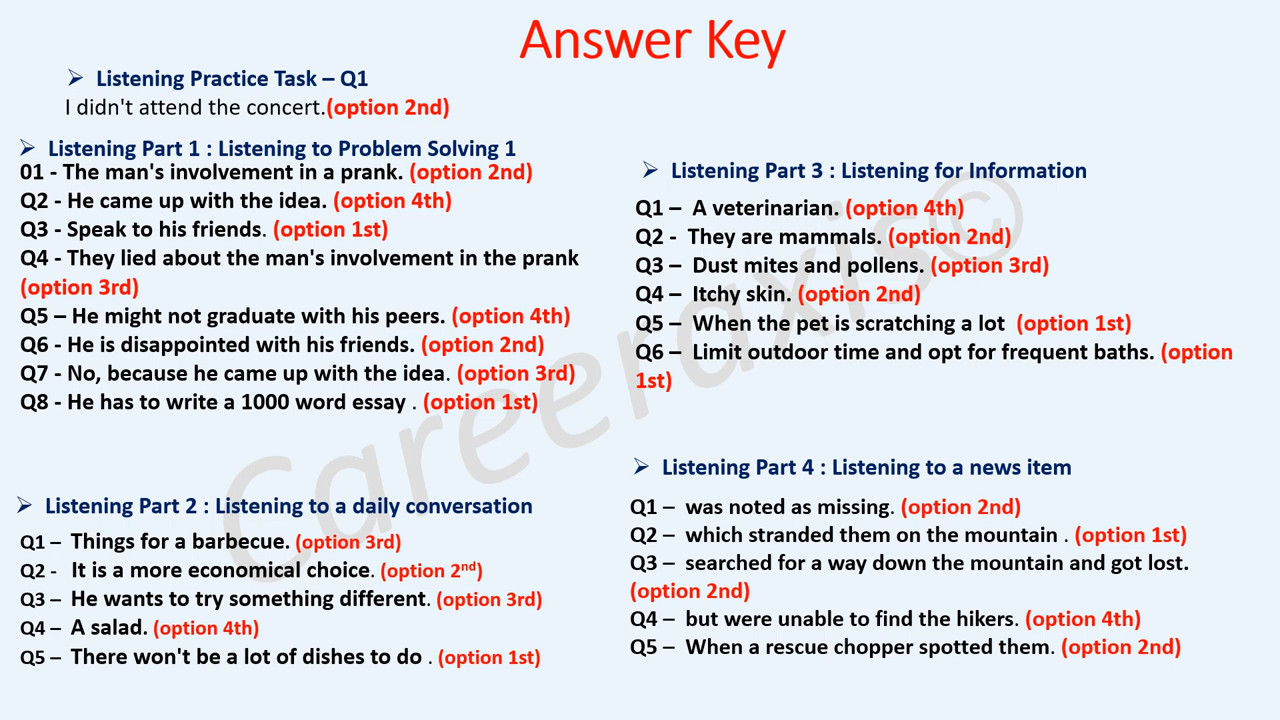 Answer Key
➢ Listening Practice Task – Q1
I didn't attend the concert.(option 2nd)
➢ Listening Part 1 : Listening to Problem Solving 1
01 - The man's involvement in a prank. (option 2nd)
Q2 - He came up with the idea. (option 4th)
Q3 - Speak to his friends. (option 1st)
Q4 - They lied about the man's involvement in the prank
(option 3rd)
Q5 – He might not graduate with his peers. (option 4th)
Q6 - He is disappointed with his friends. (option 2nd)
Q7 - No, because he came up with the idea. (option 3rd)
Q8 - He has to write a 1000 word essay . (option 1st)
➢ Listening Part 2 : Listening to a daily conversation
Q1 – Things for a barbecue. (option 3rd)
Q2 - It is a more economical choice. (option 2nd)
Q3 – He wants to try something different. (option 3rd)
Q4 – A salad. (option 4th)
Q5 – There won't be a lot of dishes to do . (option 1st)
➢ Listening Part 3 : Listening for Information
Q1 – A veterinarian. (option 4th)
Q2 - They are mammals. (option 2nd)
Q3 – Dust mites and pollens. (option 3rd)
Q4 – Itchy skin. (option 2nd)
Q5 – When the pet is scratching a lot (option 1st)
Q6 – Limit outdoor time and opt for frequent baths. (option
1st)
➢ Listening Part 4 : Listening to a news item
Q1 – was noted as missing. (option 2nd)
Q2 – which stranded them on the mountain . (option 1st)
Q3 – searched for a way down the mountain and got lost.
(option 2nd)
Q4 – but were unable to find the hikers. (option 4th)
Q5 – When a rescue chopper spotted them. (option 2nd)
Careeraxis©